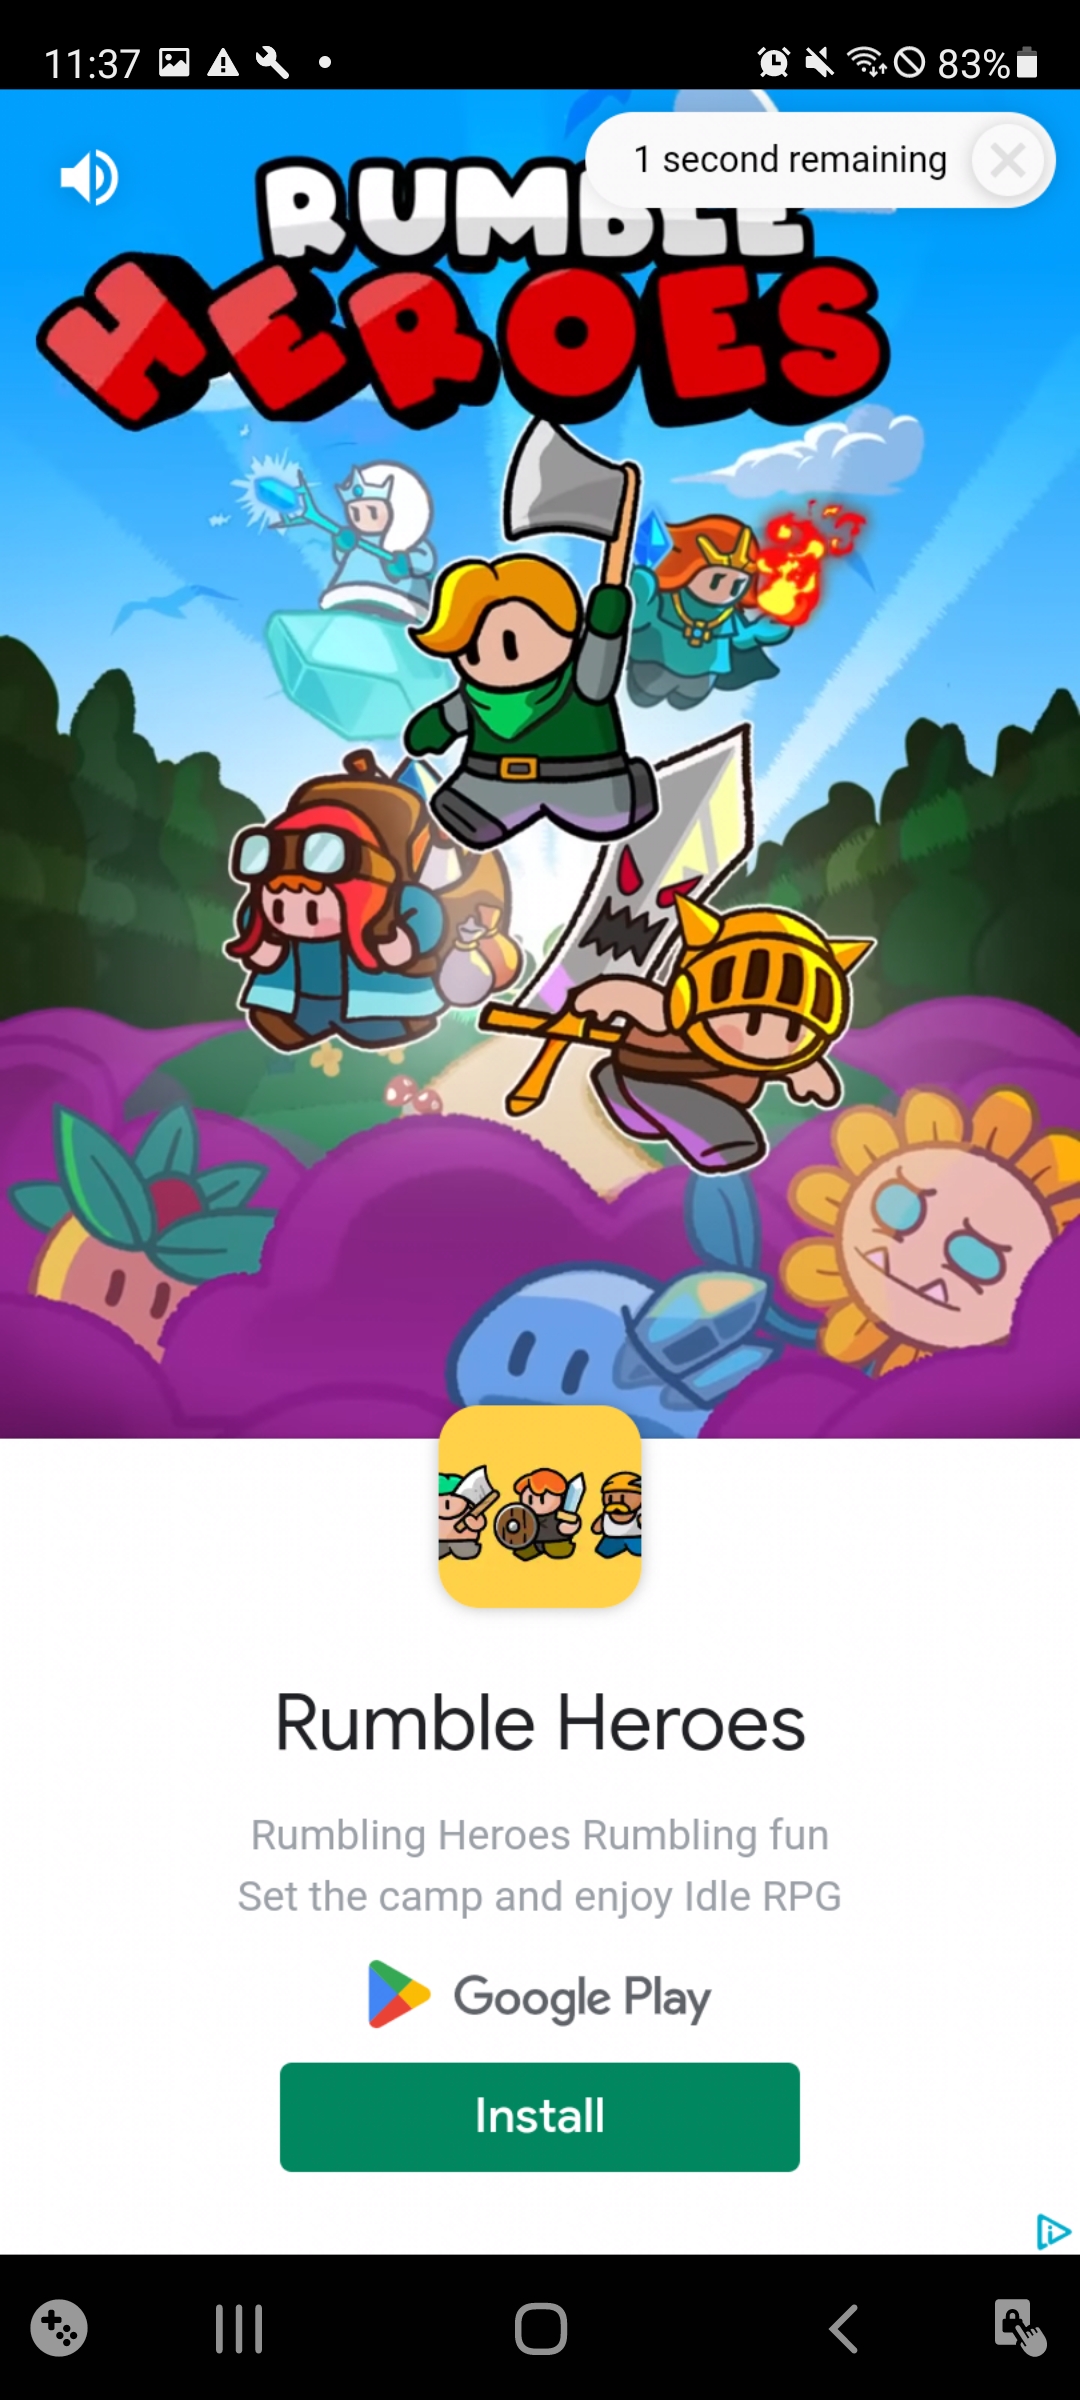 11:37
83%
1 second remaining
RUMBLE
HEROES
Rumble Heroes
Rumbling Heroes Rumbling fun
Set the camp and enjoy Idle RPG
Google Play
Install